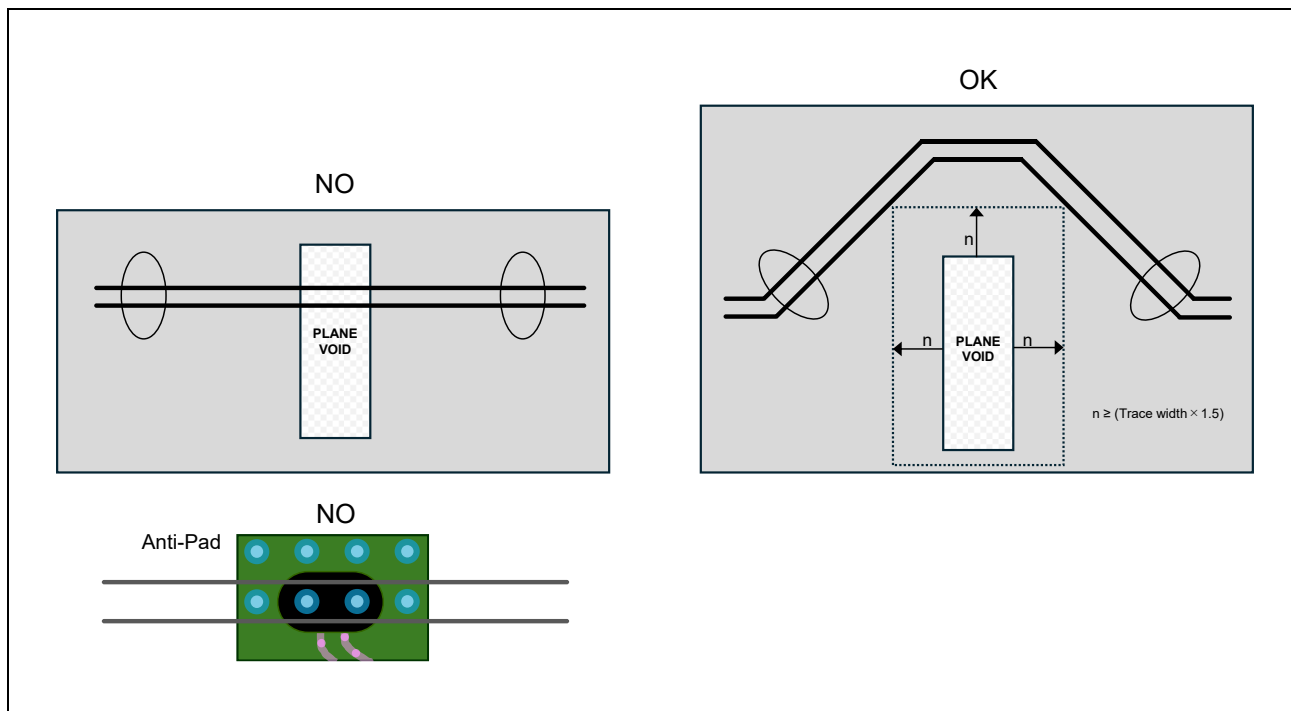 NO
PLANE
VOID
NO
Anti-Pad
OK
n
n
PLANE
VOID
n
n ≥ (Trace width × 1.5)